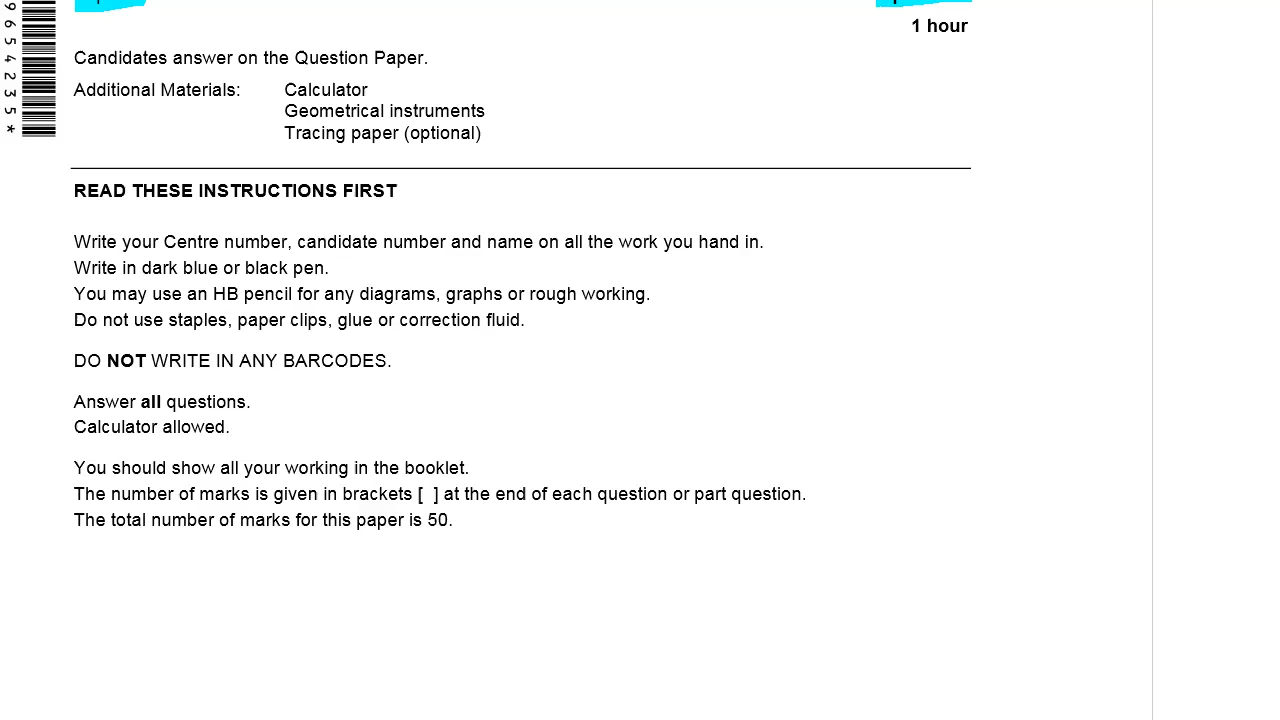 1 hour
Candidates answer on the Question Paper.
Additional Materials: Calculator
Geometrical instruments
Tracing paper (optional)
READ THESE INSTRUCTIONS FIRST
Write your Centre number, candidate number and name on all the work you hand in.
Write in dark blue or black pen.
You may use an HB pencil for any diagrams, graphs or rough working.
Do not use staples, paper clips, glue or correction fluid.
DO NOT WRITE IN ANY BARCODES.
Answer all questions.
Calculator allowed.
You should show all your working in the booklet.
The number of marks is given in brackets [ ] at the end of each question or part question.
The total number of marks for this paper is 50.
9654235*